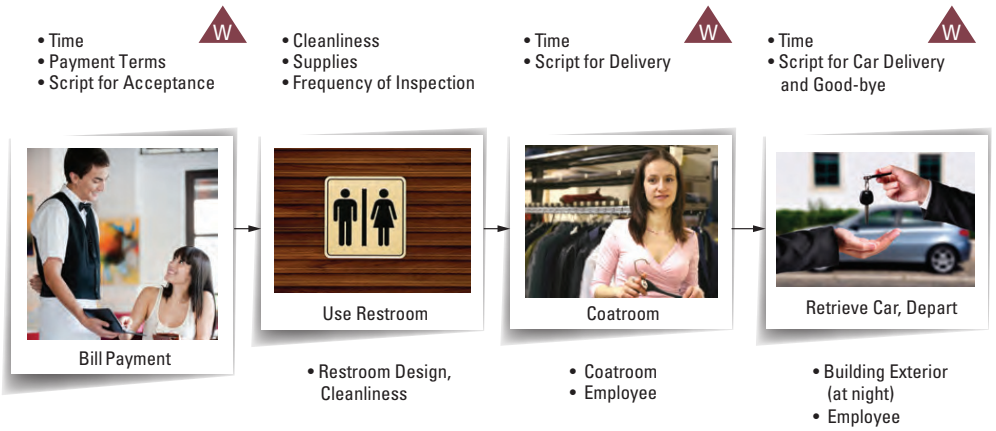 • Time
• Payment Terms
• Script for Acceptance
W
• Cleanliness
• Supplies
• Frequency of Inspection
• Time
• Script for Delivery
W
• Time
• Script for Car Delivery
and Good-bye
W
Bill Payment
Use Restroom
Coatroom
Retrieve Car, Depart
• Restroom Design,
Cleanliness
• Coatroom
• Employee
• Building Exterior
(at night)
• Employee